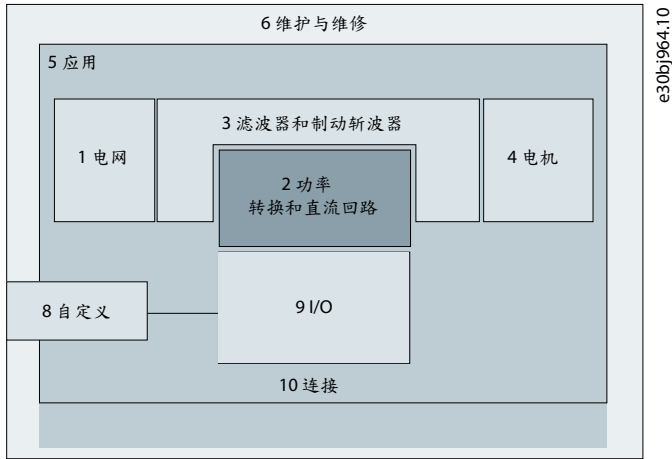 6 维护与维修
5 应用
3 滤波器和制动斩波器
1 电网
4 电机
2 功率
转换和直流回路
8 自定义
9 I/O
10 连接
e30bj964.10